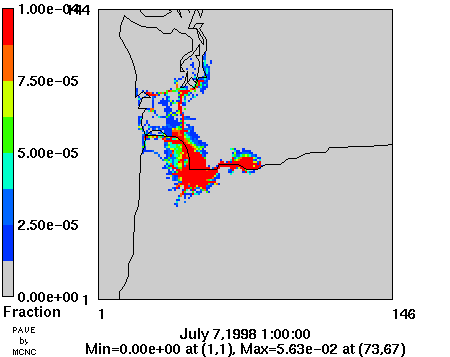 1.00e-04 144
7.50e-05
5.00e-05
2.50e-05
0.00e+00 1
Fraction
1 146
PAVE
by
MCNC
July 7,1998 1:00:00
Min=0.00e+00 at (1,1), Max=5.63e-02 at (73,67)